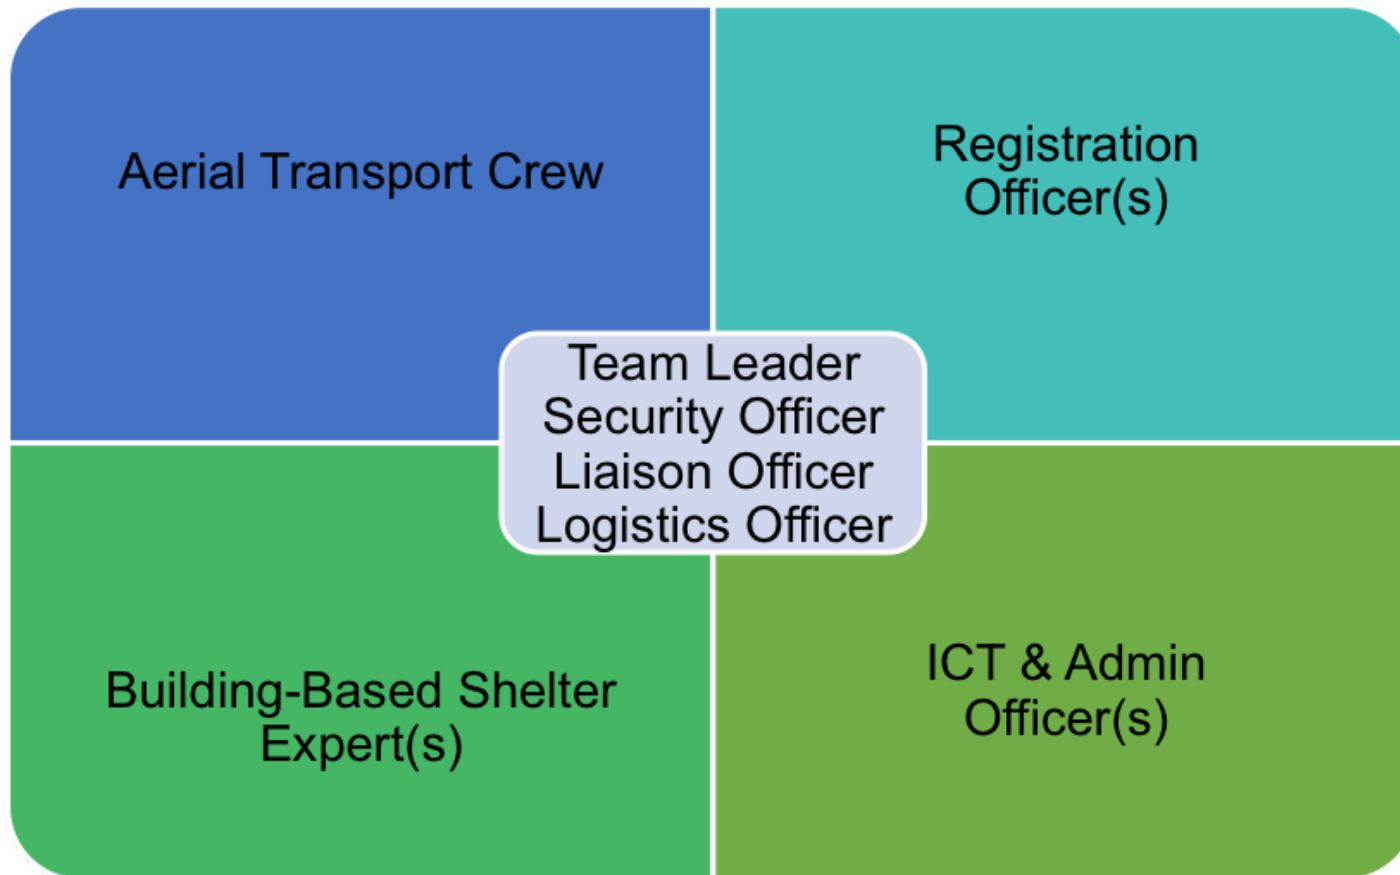 Aerial Transport Crew
Registration
Officer(s)
Team Leader
Security Officer
Liaison Officer
Logistics Officer
Building-Based Shelter
Expert(s)
ICT & Admin
Officer(s)